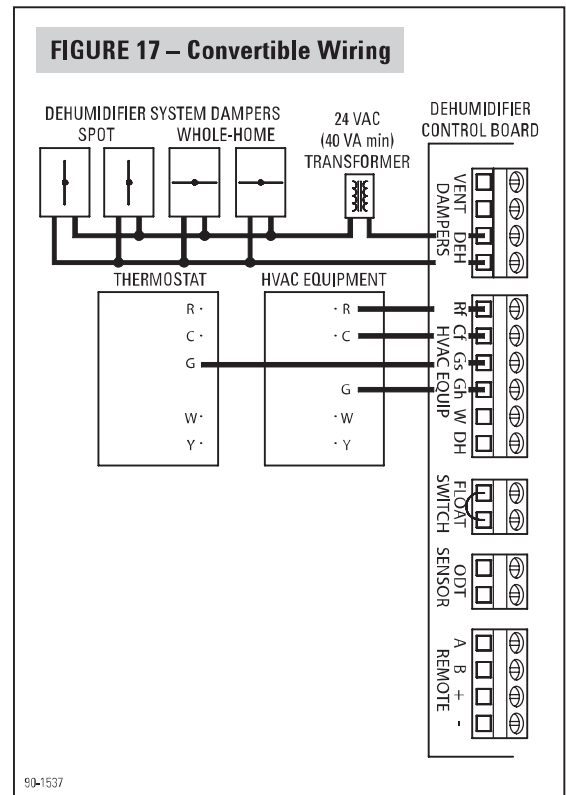 FIGURE 17 – Convertible Wiring
DEHUMIDIFIER SYSTEM DAMPERS
SPOT WHOLE-HOME
24 VAC
(40 VA min)
TRANSFORMER
DEHUMIDIFIER
CONTROL BOARD
VENT DEH
DAMPERS
THERMOSTAT
R
C
G
W
Y
HVAC EQUIPMENT
R
C
G
W
Y
Rf Cf Gs Gh W DH
HVAC EQUIP
FLOAT
SWITCH
ODT
SENSOR
A B + -
REMOTE
90-1537